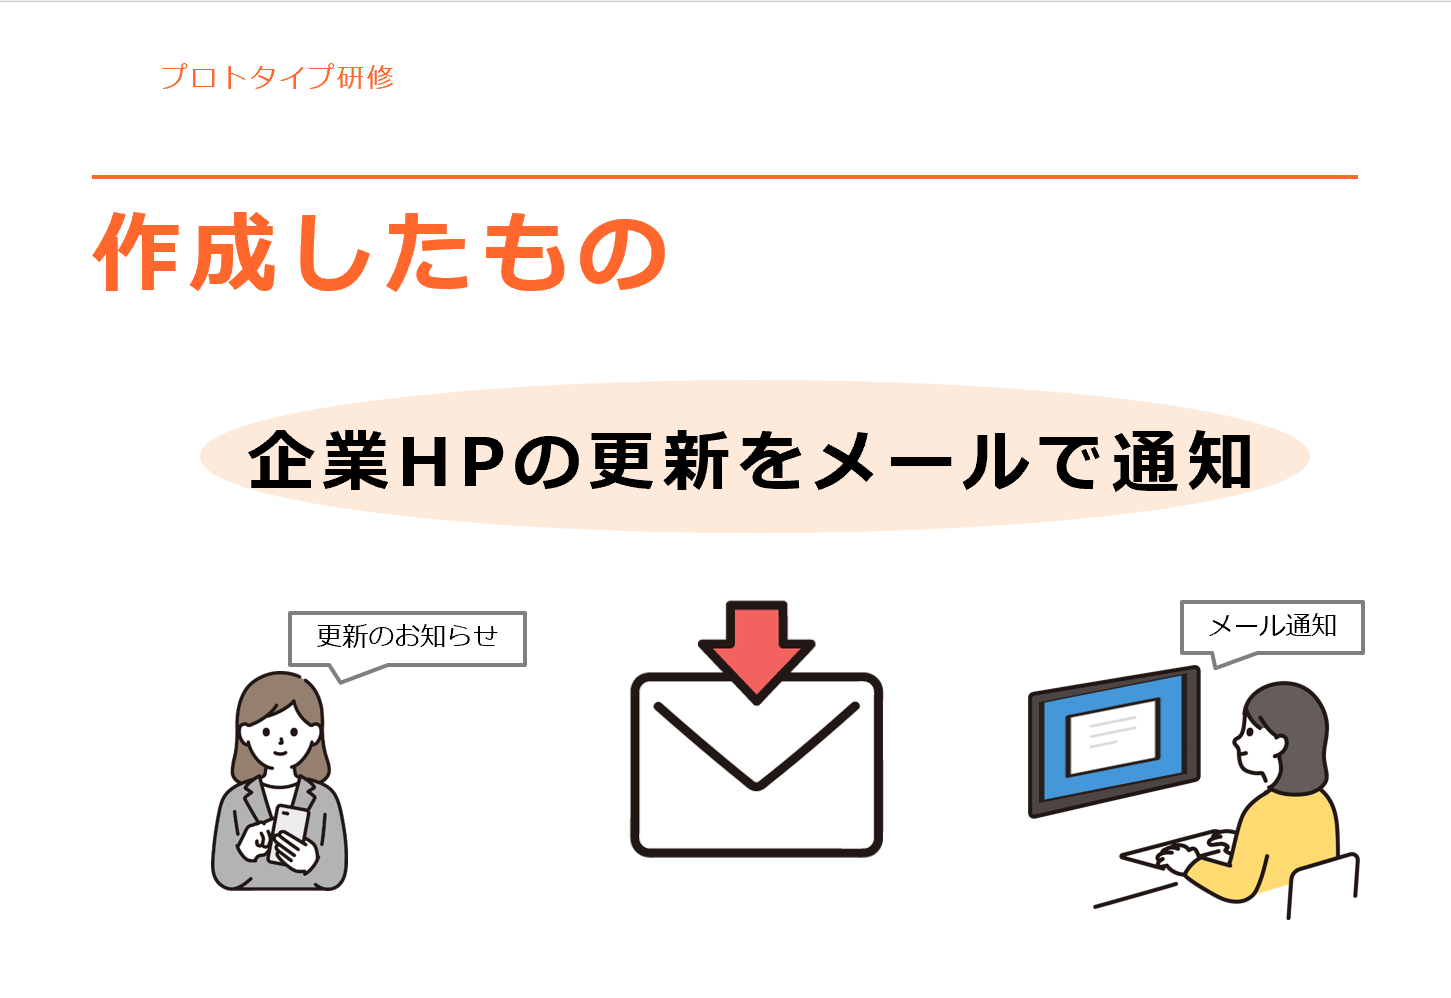 プロトタイプ研修
作成したもの
企業HPの更新をメールで通知
更新のお知らせ
メール通知